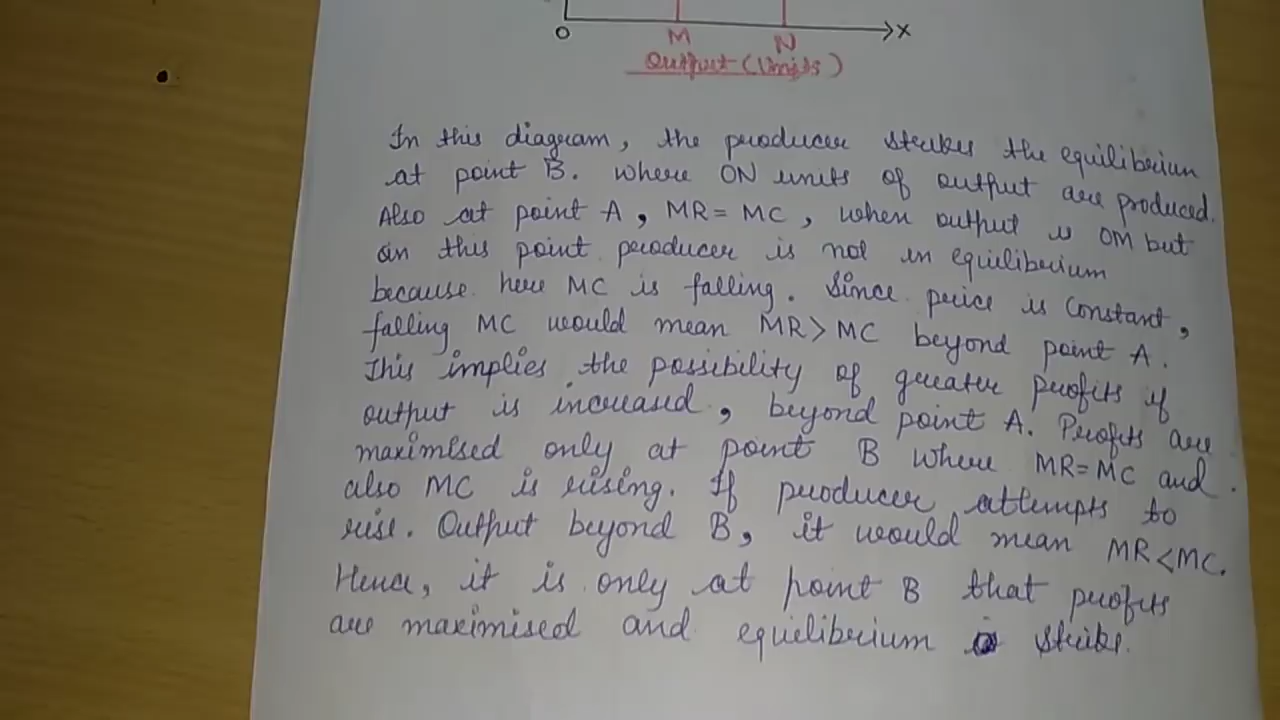 O M N X
Output (Units)
In this diagram, the producer strikes the equilibrium
at point B. where ON units of output are produced.
Also at point A, MR = MC, when output is OM but
on this point producer is not in equilibrium
because here MC is falling. Since price is constant,
falling MC would mean MR > MC beyond point A.
This implies the possibility of greater profits if
output is increased, beyond point A. Profits are
maximised only at point B where MR = MC and
also MC is rising. If producer attempts to
rise. Output beyond B, it would mean MR < MC.
Hence, it is only at point B that profits
are maximised and equilibrium is strike.